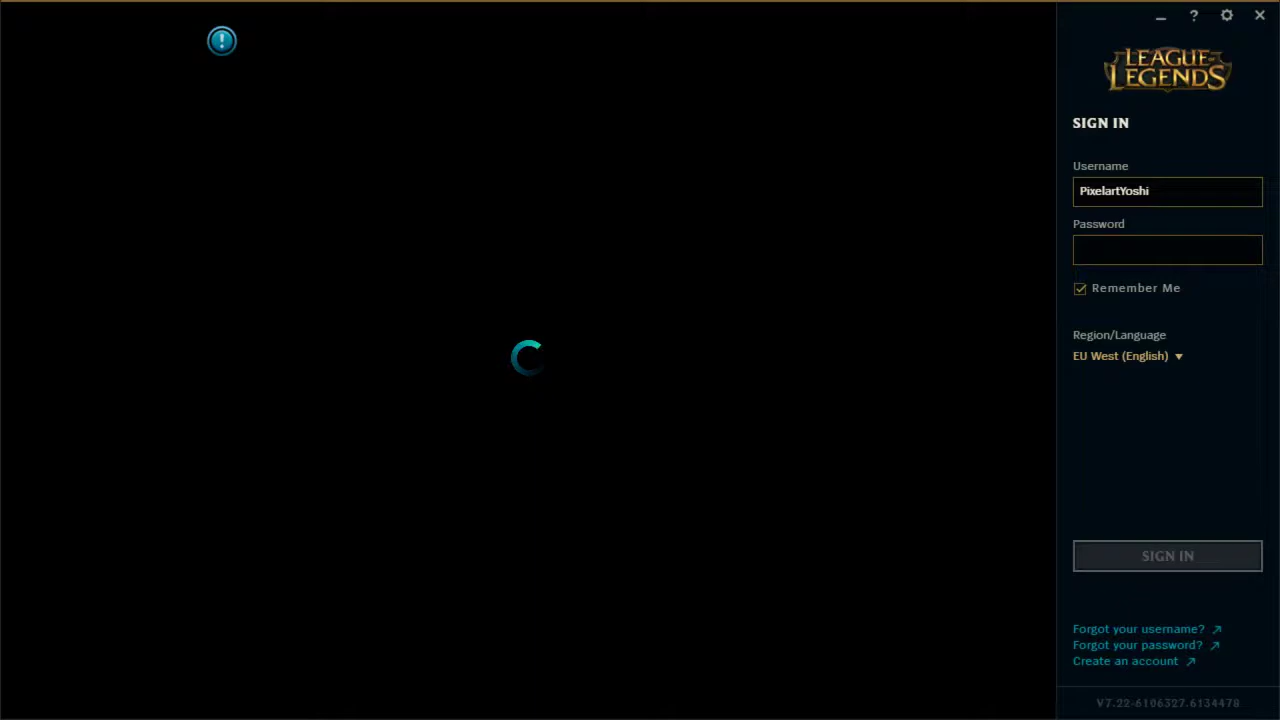 LEAGUE OF
LEGENDS
SIGN IN
Username
PixelartYoshi
Password
Remember Me
Region/Language
EU West (English)
SIGN IN
Forgot your username?
Forgot your password?
Create an account
V7.22-6106327.6134478